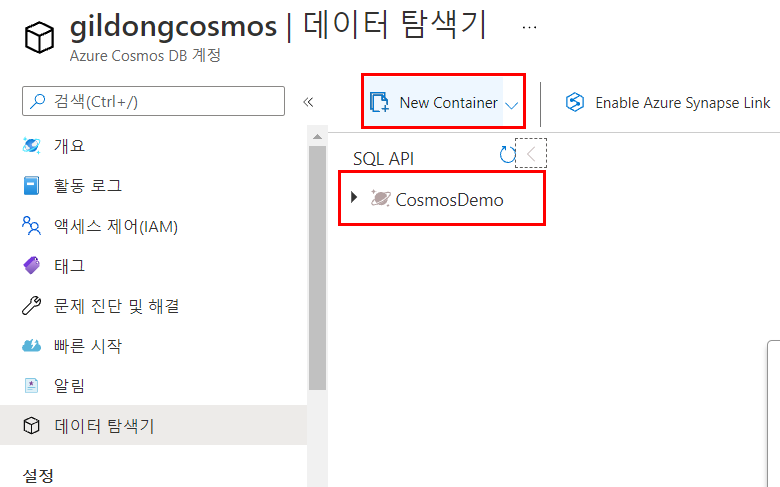 gildongcosmos | 데이터 탐색기 ...
Azure Cosmos DB 계정
검색(Ctrl+/)
«
개요
활동 로그
액세스 제어(IAM)
태그
문제 진단 및 해결
빠른 시작
알림
데이터 탐색기
설정
New Container
Enable Azure Synapse Link
SQL API
CosmosDemo